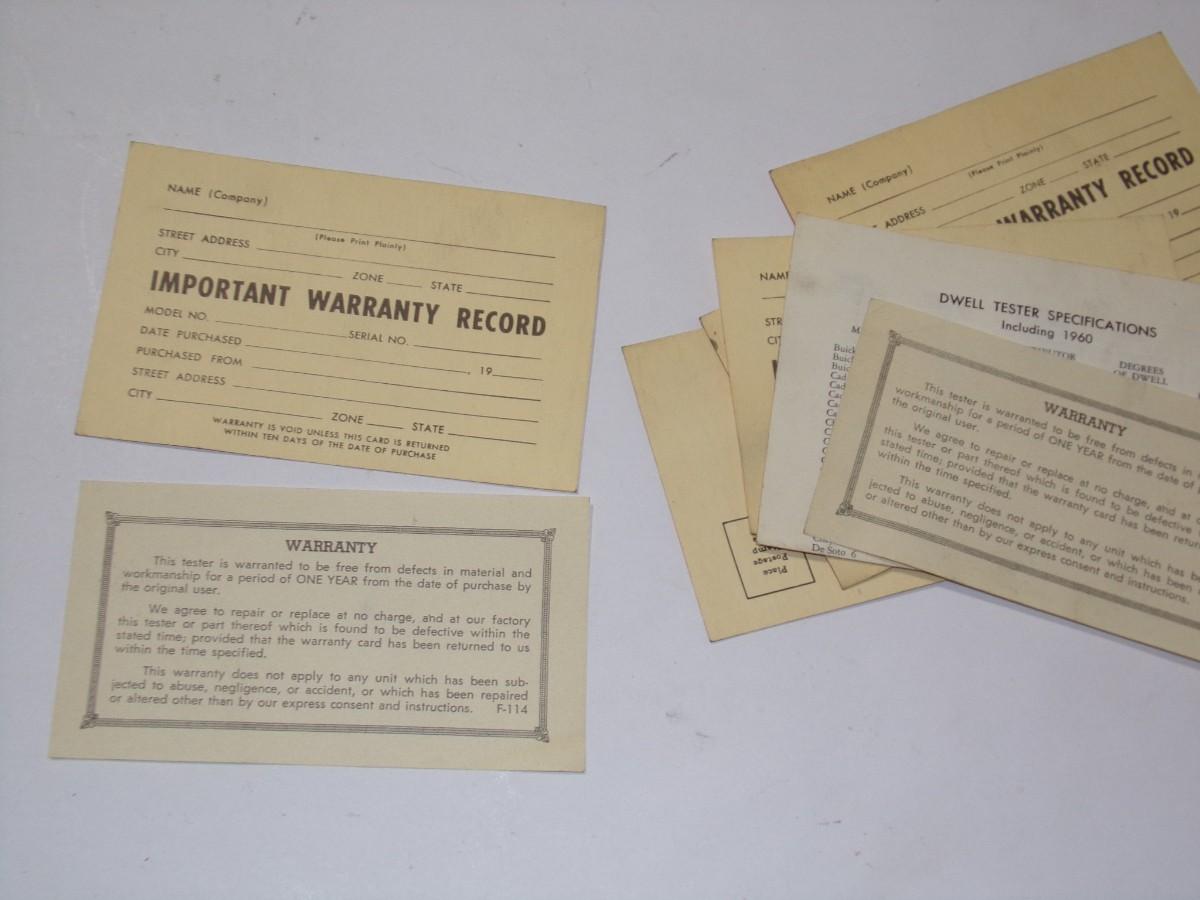 NAME (Company)
(Please Print Plainly)
STREET ADDRESS
CITY ZONE STATE
IMPORTANT WARRANTY RECORD
MODEL NO. SERIAL NO.
DATE PURCHASED , 19
PURCHASED FROM
STREET ADDRESS
CITY ZONE STATE
WARRANTY IS VOID UNLESS THIS CARD IS RETURNED
WITHIN TEN DAYS OF THE DATE OF PURCHASE
WARRANTY
This tester is warranted to be free from defects in material and
workmanship for a period of ONE YEAR from the date of purchase by
the original user.
We agree to repair or replace at no charge, and at our factory
this tester or part thereof which is found to be defective within the
stated time; provided that the warranty card has been returned to us
within the time specified.
This warranty does not apply to any unit which has been sub-
jected to abuse, negligence, or accident, or which has been repaired
or altered other than by our express consent and instructions. F-114
NAME (Company)
(Please Print Plainly)
ADDRESS
ZONE STATE
WARRANTY RECORD
19
NAME
STR
CIT
Place
Postage
DWELL TESTER SPECIFICATIONS
Including 1960
DEGREES
OF DWELL
M
Buick
Buick
Cad
Cad
Cad
De Soto 6
WARRANTY
This tester is warranted to be free from defects in
workmanship for a period of ONE YEAR from the date of
the original user.
We agree to repair or replace at no charge, and at
this tester or part thereof which is found to be defective
stated time; provided that the warranty card has been return
within the time specified.
This warranty does not apply to any unit which has be
jected to abuse, negligence, or accident, or which has been
or altered other than by our express consent and instructions.